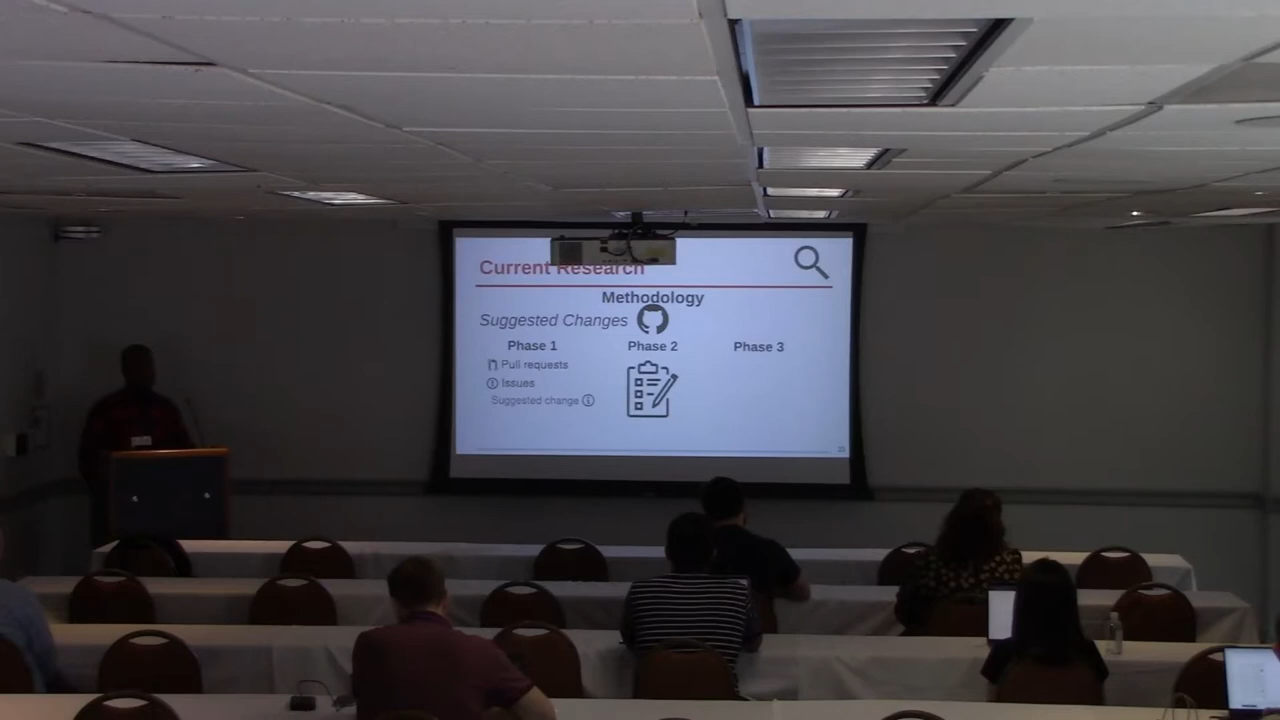 Current Research
Methodology
Suggested Changes
Phase 1
Phase 2
Phase 3
Pull requests
Issues
Suggested change